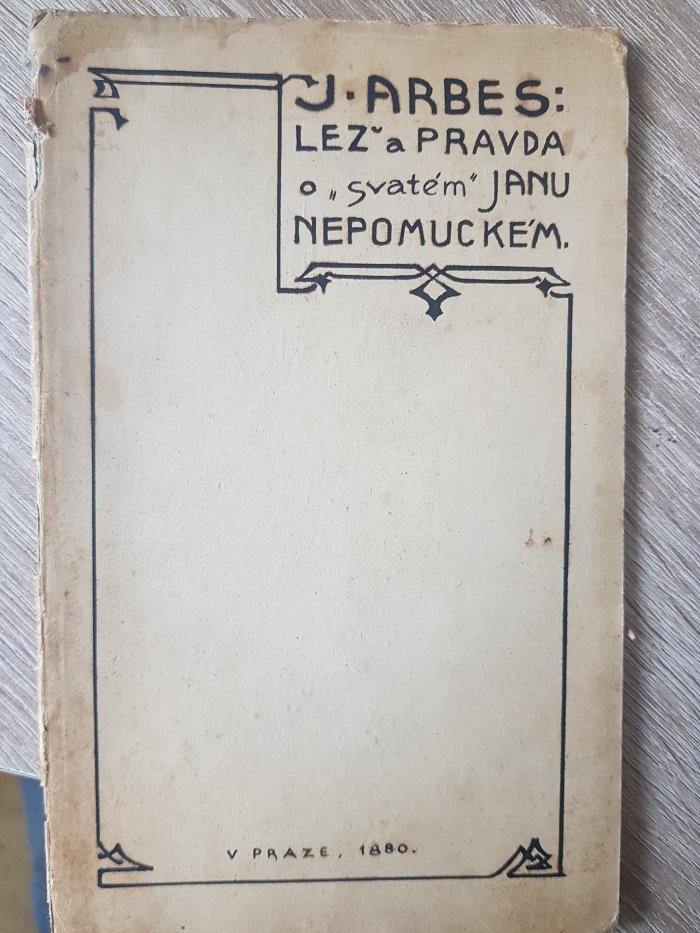 J. ARBES:
LEŽ a PRAVDA
o „svatém“ JANU
NEPOMUCKÉM.
V PRAZE, 1880.